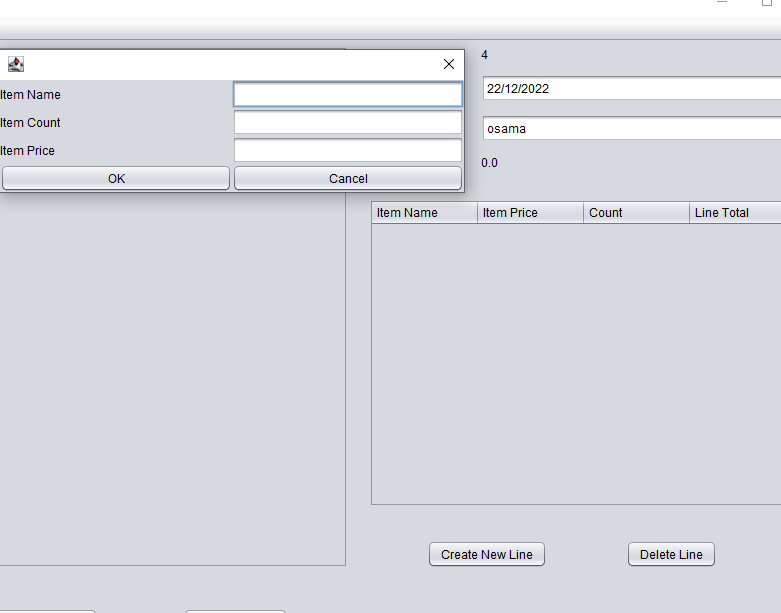 Item Name
Item Count
Item Price
OK Cancel
4
22/12/2022
osama
0.0
Item Name Item Price Count Line Total
Create New Line Delete Line